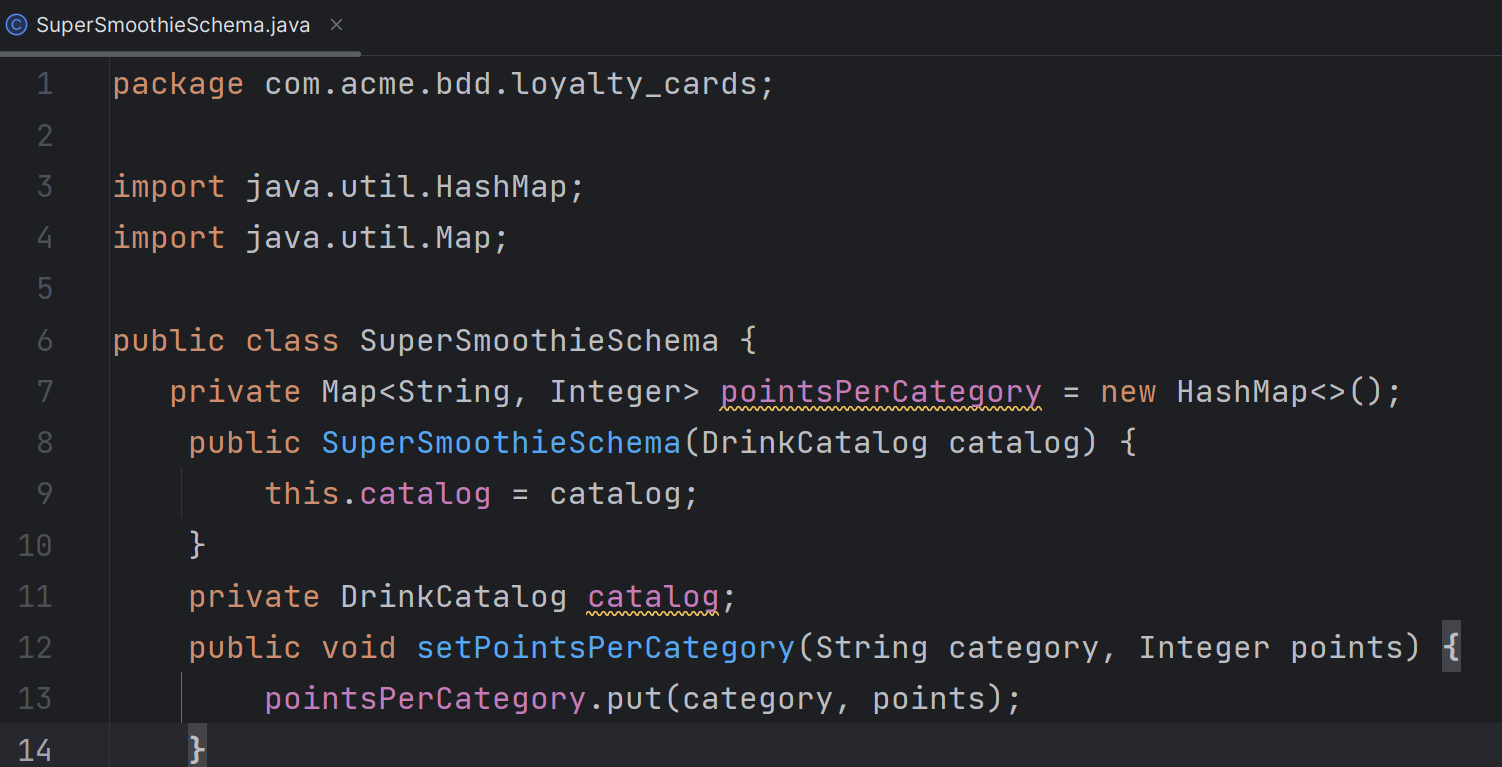 SuperSmoothieSchema.java
1 package com.acme.bdd.loyalty_cards;
2
3 import java.util.HashMap;
4 import java.util.Map;
5
6 public class SuperSmoothieSchema {
7 private Map<String, Integer> pointsPerCategory = new HashMap<>();
8 public SuperSmoothieSchema(DrinkCatalog catalog) {
9 this.catalog = catalog;
10 }
11 private DrinkCatalog catalog;
12 public void setPointsPerCategory(String category, Integer points) {
13 pointsPerCategory.put(category, points);
14 }